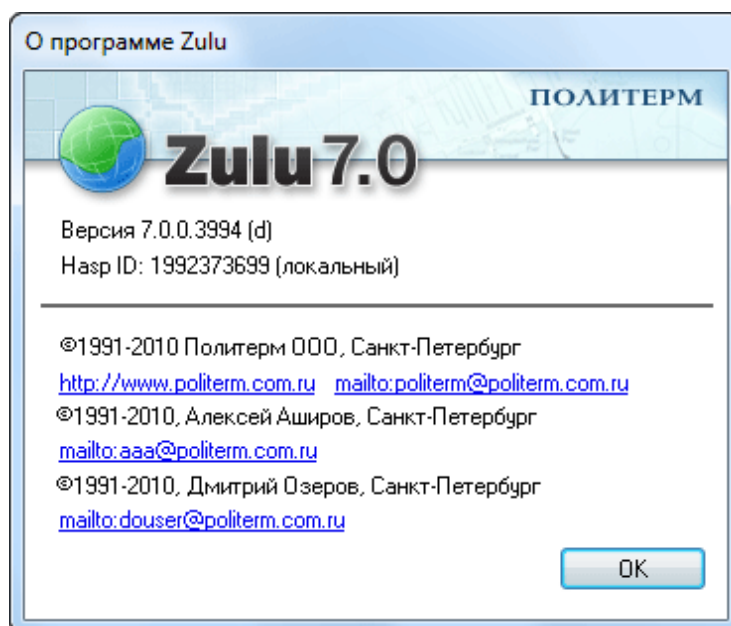 О программе Zulu
ПОЛИТЕРМ
Zulu 7.0
Версия 7.0.0.3994 (d)
Hasp ID: 1992373699 (локальный)
©1991-2010 Политерм ООО, Санкт-Петербург
http://www.politerm.com.ru mailto:politerm@politerm.com.ru
©1991-2010, Алексей Аширов, Санкт-Петербург
mailto:aaa@politerm.com.ru
©1991-2010, Дмитрий Озеров, Санкт-Петербург
mailto:douser@politerm.com.ru
OK